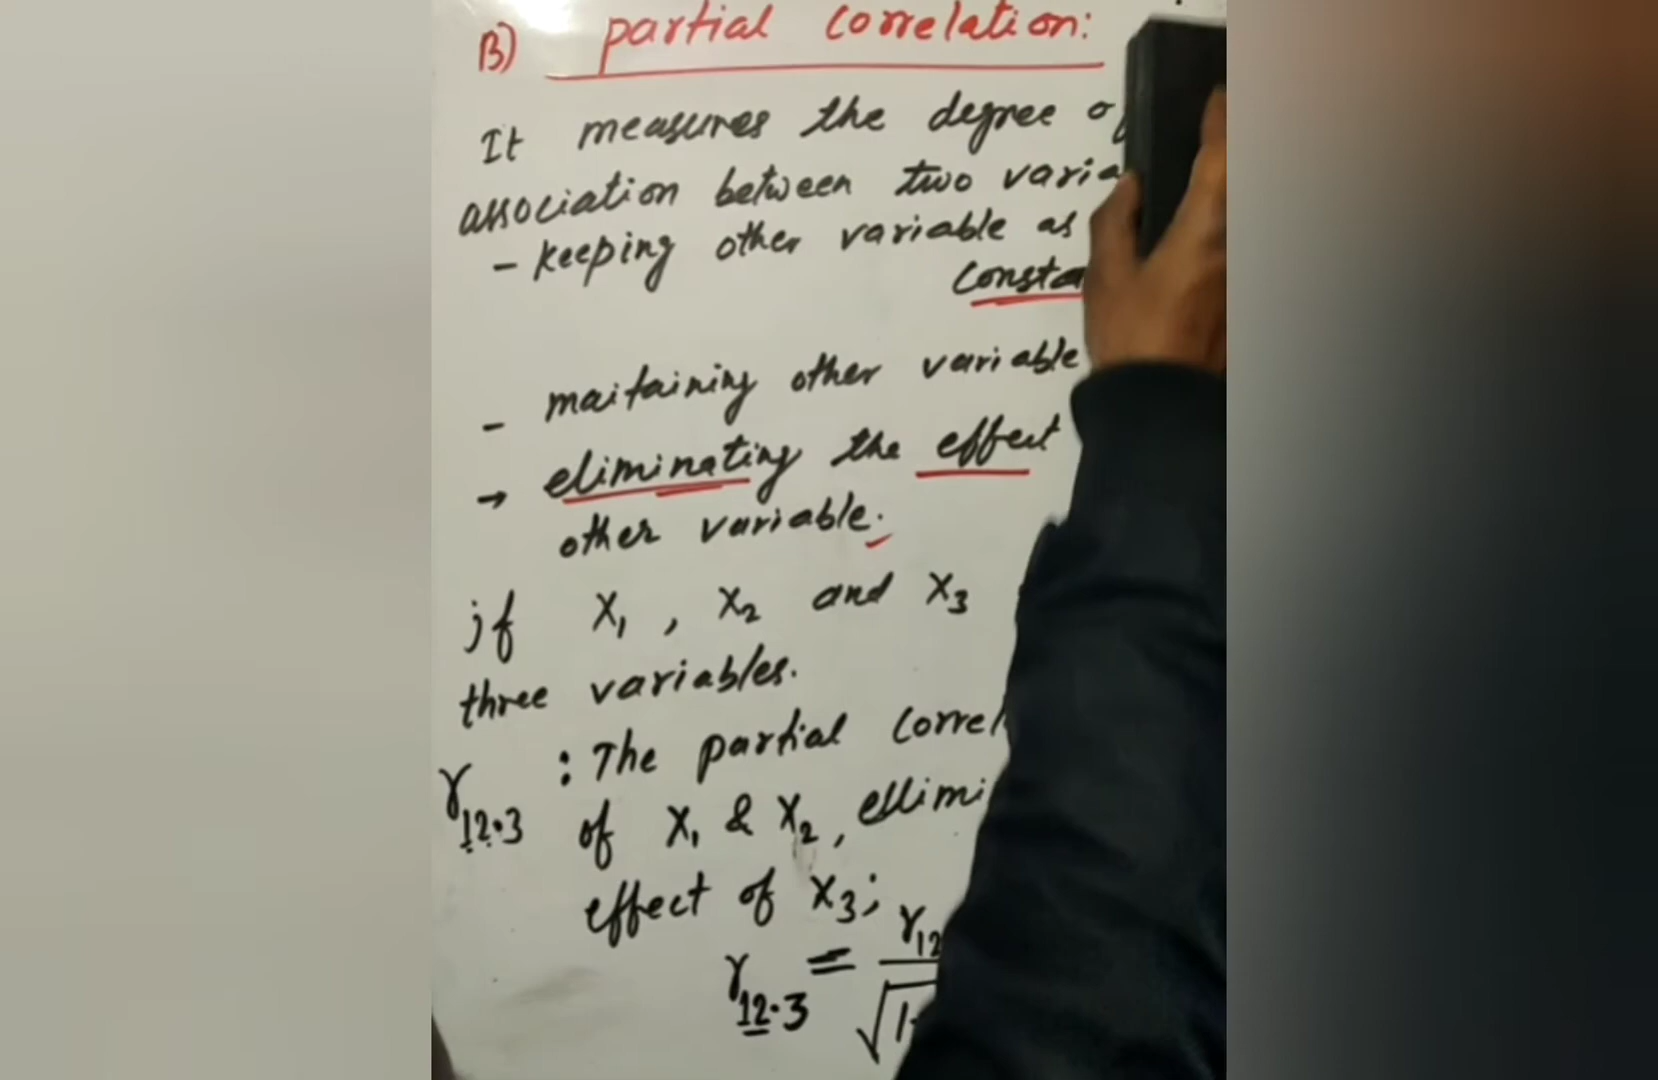 B) partial correlation:
It measures the degree
association between two
- keeping other variable as
- maitaining other variable
→ eliminating the effect
other variable.
if X₁, X₂ and X₃
three variables.
r₁₂.₃ : The partial
of X₁ & X₂,
effect of X₃;
r₁₂.₃ = r₁₂
√1-